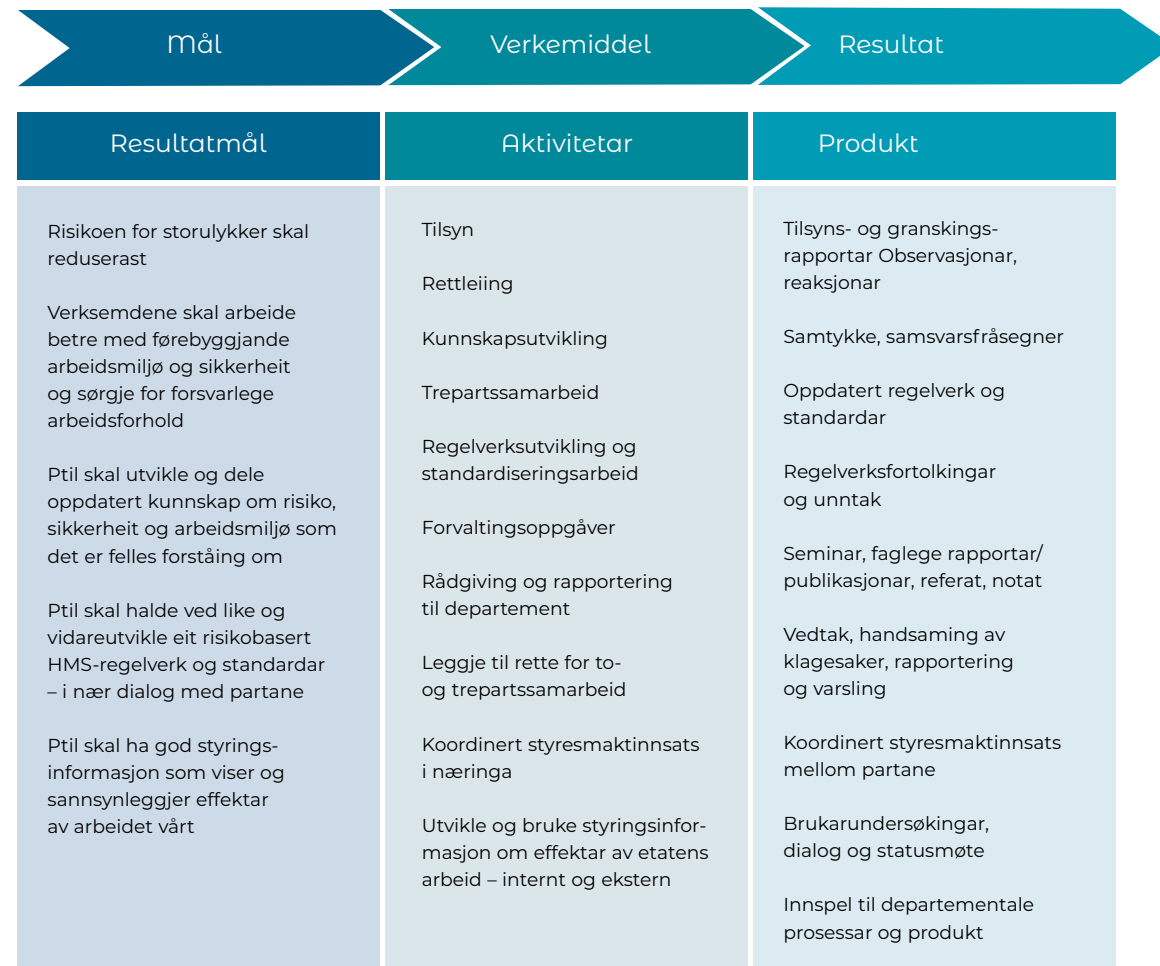 Mål
Verkemiddel
Resultat
Resultatmål
Aktivitetar
Produkt
Risikoen for storulykker skal
reduserast
Verksemdene skal arbeide
betre med førebyggjande
arbeidsmiljø og sikkerheit
og sørgje for forsvarlege
arbeidsforhold
Ptil skal utvikle og dele
oppdatert kunnskap om risiko,
sikkerheit og arbeidsmiljø som
det er felles forståing om
Ptil skal halde ved like og
vidareutvikle eit risikobasert
HMS-regelverk og standardar
– i nær dialog med partane
Ptil skal ha god styrings-
informasjon som viser og
sannsynleggjer effektar
av arbeidet vårt
Tilsyn
Rettleiing
Kunnskapsutvikling
Trepartssamarbeid
Regelverksutvikling og
standardiseringsarbeid
Forvaltingsoppgåver
Rådgiving og rapportering
til departement
Leggje til rette for to-
og trepartssamarbeid
Koordinert styresmaktinnsats
i næringa
Utvikle og bruke styringsinfor-
masjon om effektar av etatens
arbeid – internt og ekstern
Tilsyns- og granskings-
rapportar Observasjonar,
reaksjonar
Samtykke, samsvarsfråsegner
Oppdatert regelverk og
standardar
Regelverksfortolkingar
og unntak
Seminar, faglege rapportar/
publikasjonar, referat, notat
Vedtak, handsaming av
klagesaker, rapportering
og varsling
Koordinert styresmaktinnsats
mellom partane
Brukarundersøkingar,
dialog og statusmøte
Innspel til departementale
prosessar og produkt